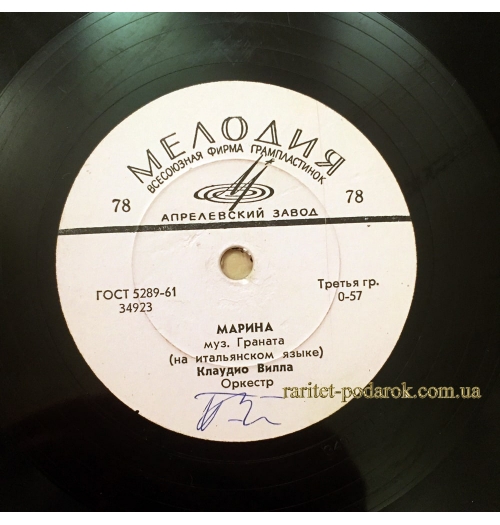 МЕЛОДИЯ
ВСЕСОЮЗНАЯ ФИРМА ГРАМПЛАСТИНОК
78 78
АПРЕЛЕВСКИЙ ЗАВОД
ГОСТ 5289-61 Третья гр.
34923 0-57
МАРИНА
муз. Граната
(на итальянском языке)
Клаудио Вилла
Оркестр
raritet-podarok.com.ua